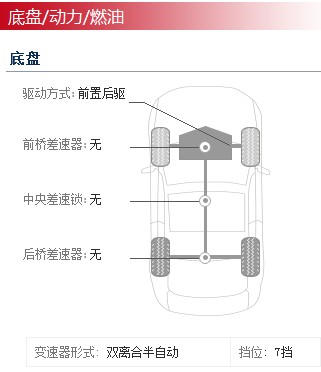 底盘/动力/燃油
底盘
驱动方式: 前置后驱
前桥差速器: 无
中央差速锁: 无
后桥差速器: 无
变速器形式: 双离合半自动 挡位: 7挡